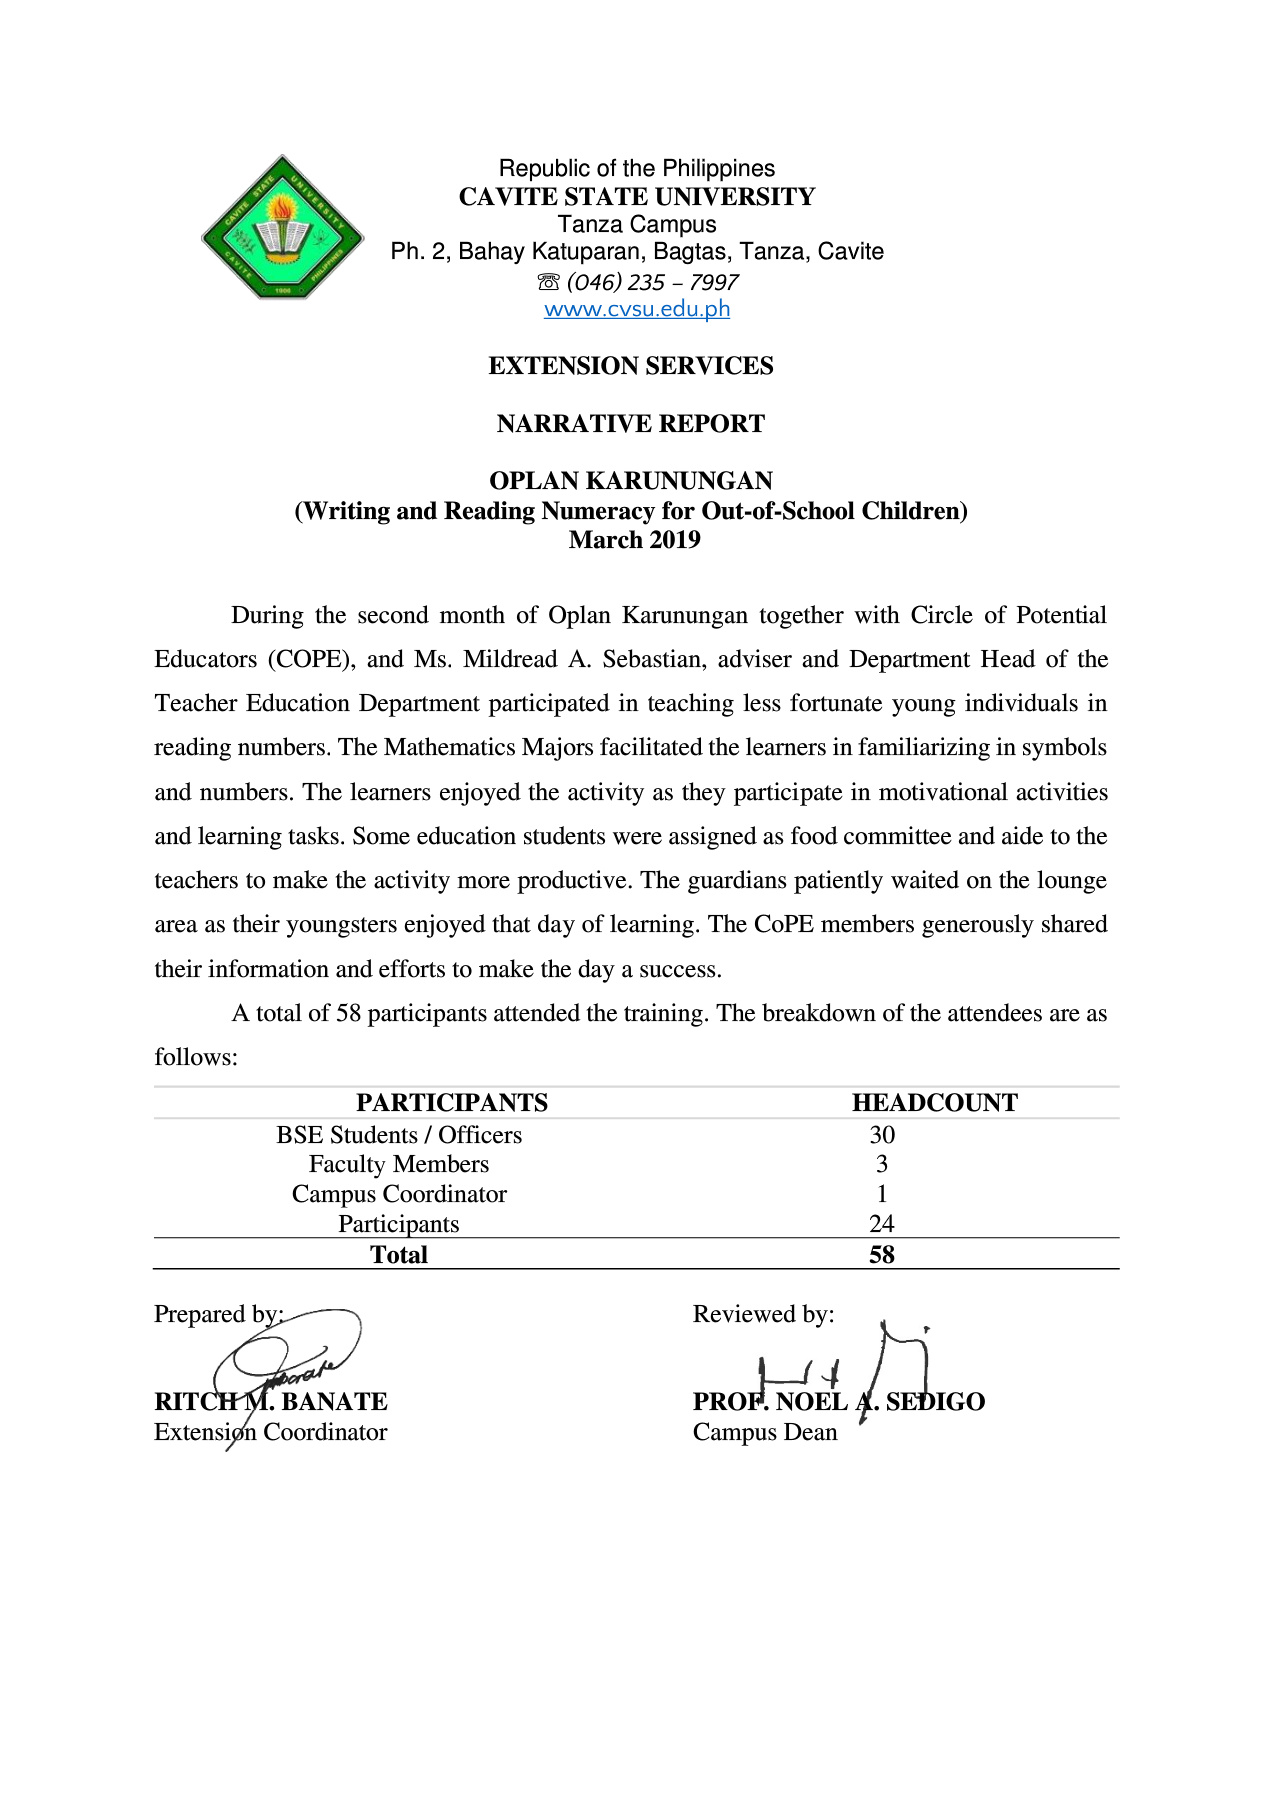 CAVITE STATE UNIVERSITY
CAVITE PHILIPPINES
1906
Republic of the Philippines
CAVITE STATE UNIVERSITY
Tanza Campus
Ph. 2, Bahay Katuparan, Bagtas, Tanza, Cavite
☏ (046) 235 – 7997
www.cvsu.edu.ph
EXTENSION SERVICES
NARRATIVE REPORT
OPLAN KARUNUNGAN
(Writing and Reading Numeracy for Out-of-School Children)
March 2019
During the second month of Oplan Karunungan together with Circle of Potential
Educators (COPE), and Ms. Mildread A. Sebastian, adviser and Department Head of the
Teacher Education Department participated in teaching less fortunate young individuals in
reading numbers. The Mathematics Majors facilitated the learners in familiarizing in symbols
and numbers. The learners enjoyed the activity as they participate in motivational activities
and learning tasks. Some education students were assigned as food committee and aide to the
teachers to make the activity more productive. The guardians patiently waited on the lounge
area as their youngsters enjoyed that day of learning. The CoPE members generously shared
their information and efforts to make the day a success.
A total of 58 participants attended the training. The breakdown of the attendees are as
follows:
PARTICIPANTS HEADCOUNT
BSE Students / Officers 30
Faculty Members 3
Campus Coordinator 1
Participants 24
Total 58
Prepared by: Reviewed by:
RITCH M. BANATE PROF. NOEL A. SEDIGO
Extension Coordinator Campus Dean